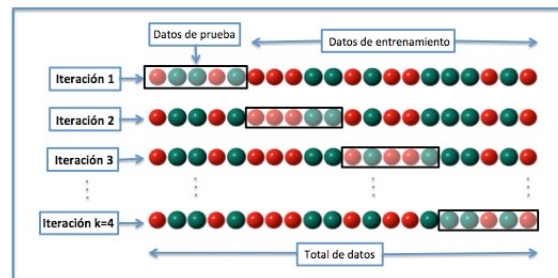 Datos de prueba
Datos de entrenamiento
Iteración 1
Iteración 2
Iteración 3
Iteración k=4
Total de datos